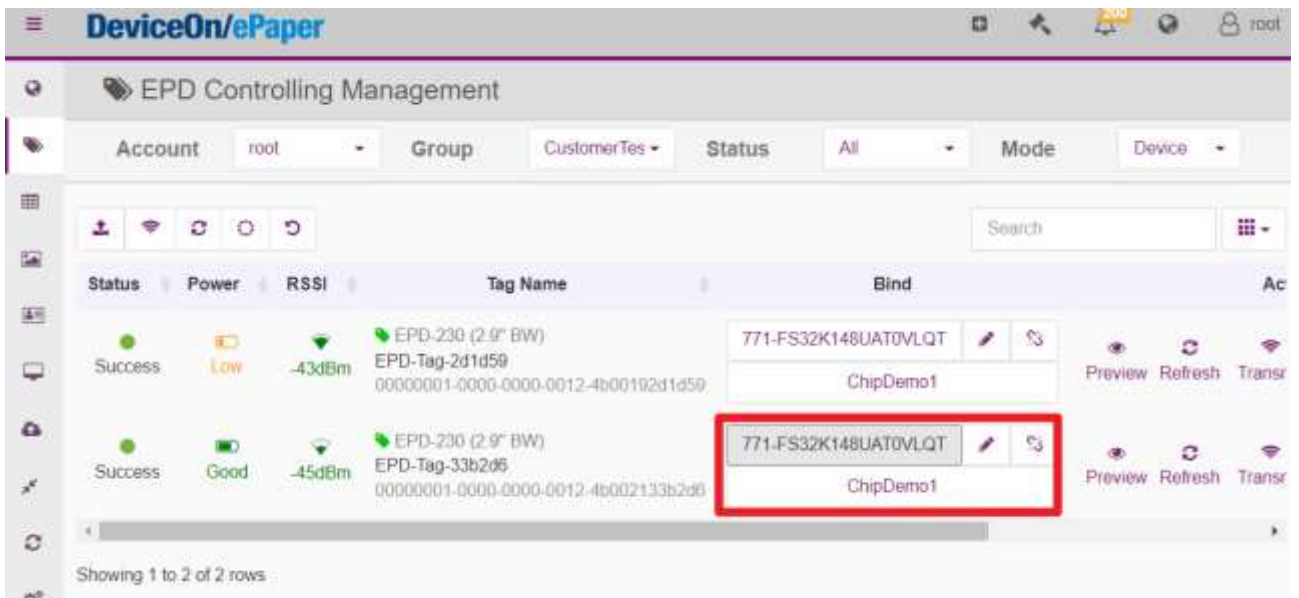 DeviceOn/ePaper
200
root
EPD Controlling Management
Account root Group CustomerTes Status All Mode Device
Search
Status Power RSSI Tag Name Bind Ac
Success Low -43dBm EPD-230 (2.9" BW) 771-FS32K148UAT0VLQT Preview Refresh Transr
EPD-Tag-2d1d59
00000001-0000-0000-0012-4b00192d1d59 ChipDemo1
Success Good -45dBm EPD-230 (2.9" BW) 771-FS32K148UAT0VLQT Preview Refresh Transr
EPD-Tag-33b2d6
00000001-0000-0000-0012-4b002133b2d6 ChipDemo1
Showing 1 to 2 of 2 rows